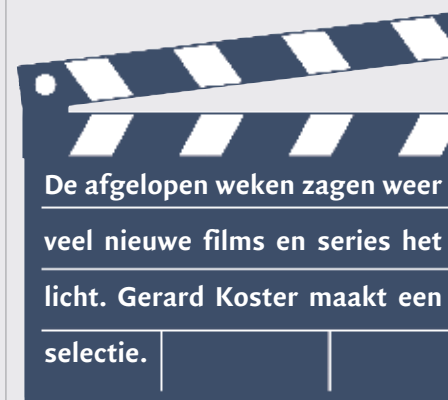 De afgelopen weken zagen weer
veel nieuwe films en series het
licht. Gerard Koster maakt een
selectie.